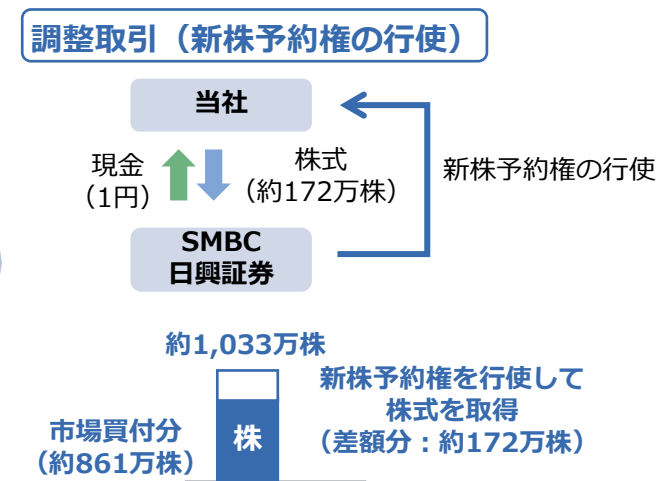 調整取引（新株予約権の行使）
当社
現金
（1円）
株式
（約172万株）
新株予約権の行使
SMBC
日興証券
約1,033万株
新株予約権を行使して
株式を取得
（差額分：約172万株）
市場買付分
（約861万株）
株